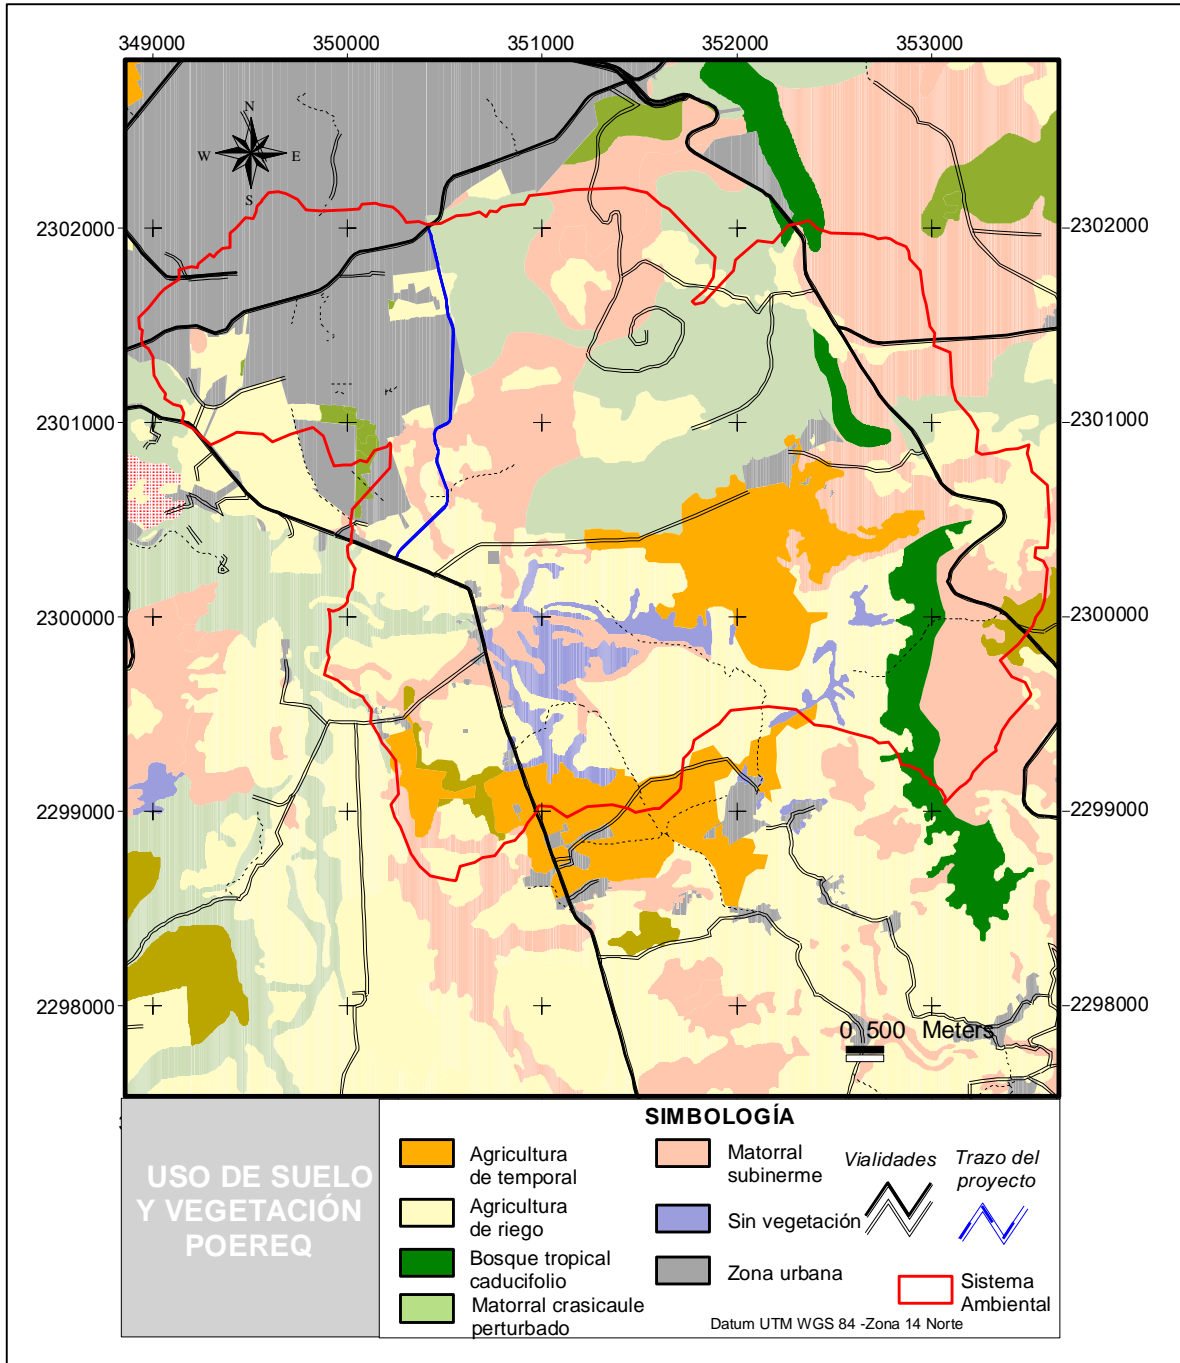 349000 350000 351000 352000 353000
N
W E
S
2302000 2302000
2301000 2301000
2300000 2300000
2299000 2299000
2298000 2298000
0 500 Meters
USO DE SUELO
Y VEGETACIÓN
POEREQ
SIMBOLOGÍA
Agricultura
de temporal
Agricultura
de riego
Bosque tropical
caducifolio
Matorral crasicaule
perturbado
Matorral
subinerme
Sin vegetación
Zona urbana
Vialidades
Trazo del
proyecto
Sistema
Ambiental
Datum UTM WGS 84 -Zona 14 Norte